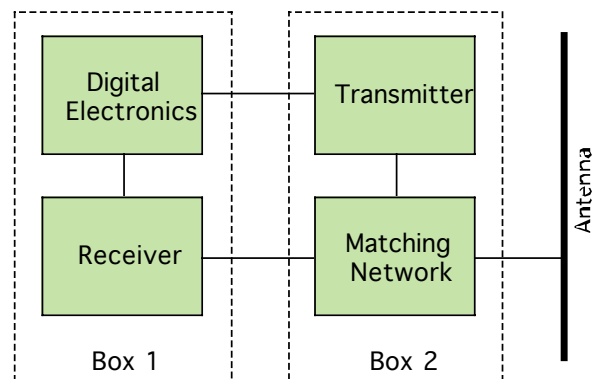 Digital
Electronics
Transmitter
Receiver
Matching
Network
Antenna
Box 1
Box 2